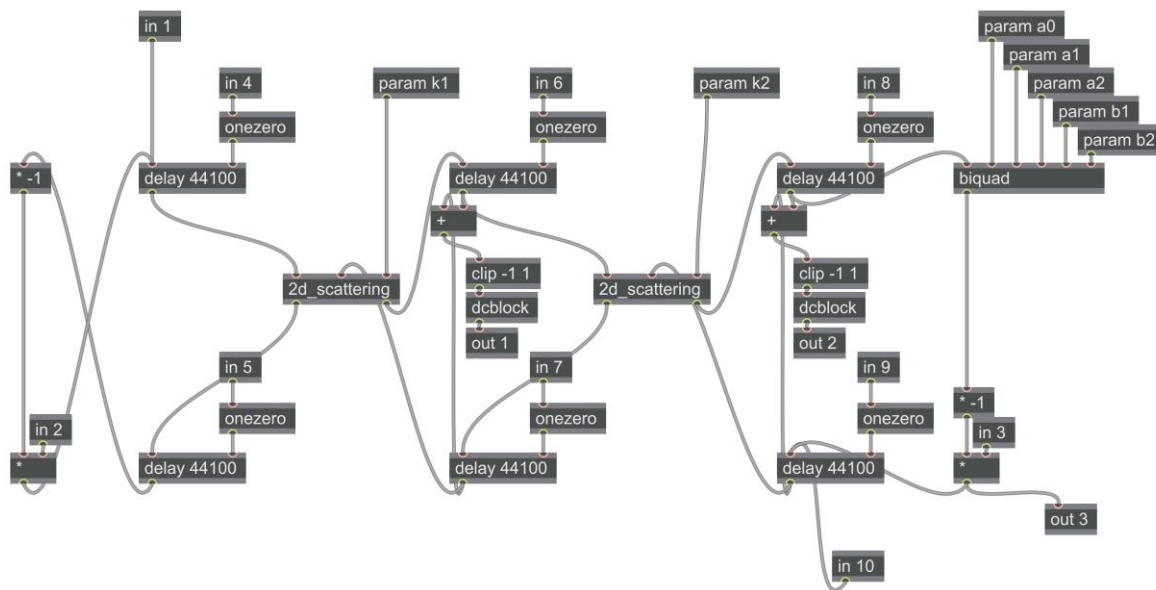 in 1
param a0
param a1
in 4
param k1
in 6
param k2
in 8
param a2
param b1
onezero
onezero
onezero
param b2
* -1
delay 44100
delay 44100
delay 44100
biquad
+
+
clip -1 1
clip -1 1
2d_scattering
2d_scattering
dcblock
dcblock
out 1
out 2
in 5
in 7
in 9
* -1
onezero
onezero
onezero
in 2
in 3
*
delay 44100
delay 44100
delay 44100
*
out 3
in 10